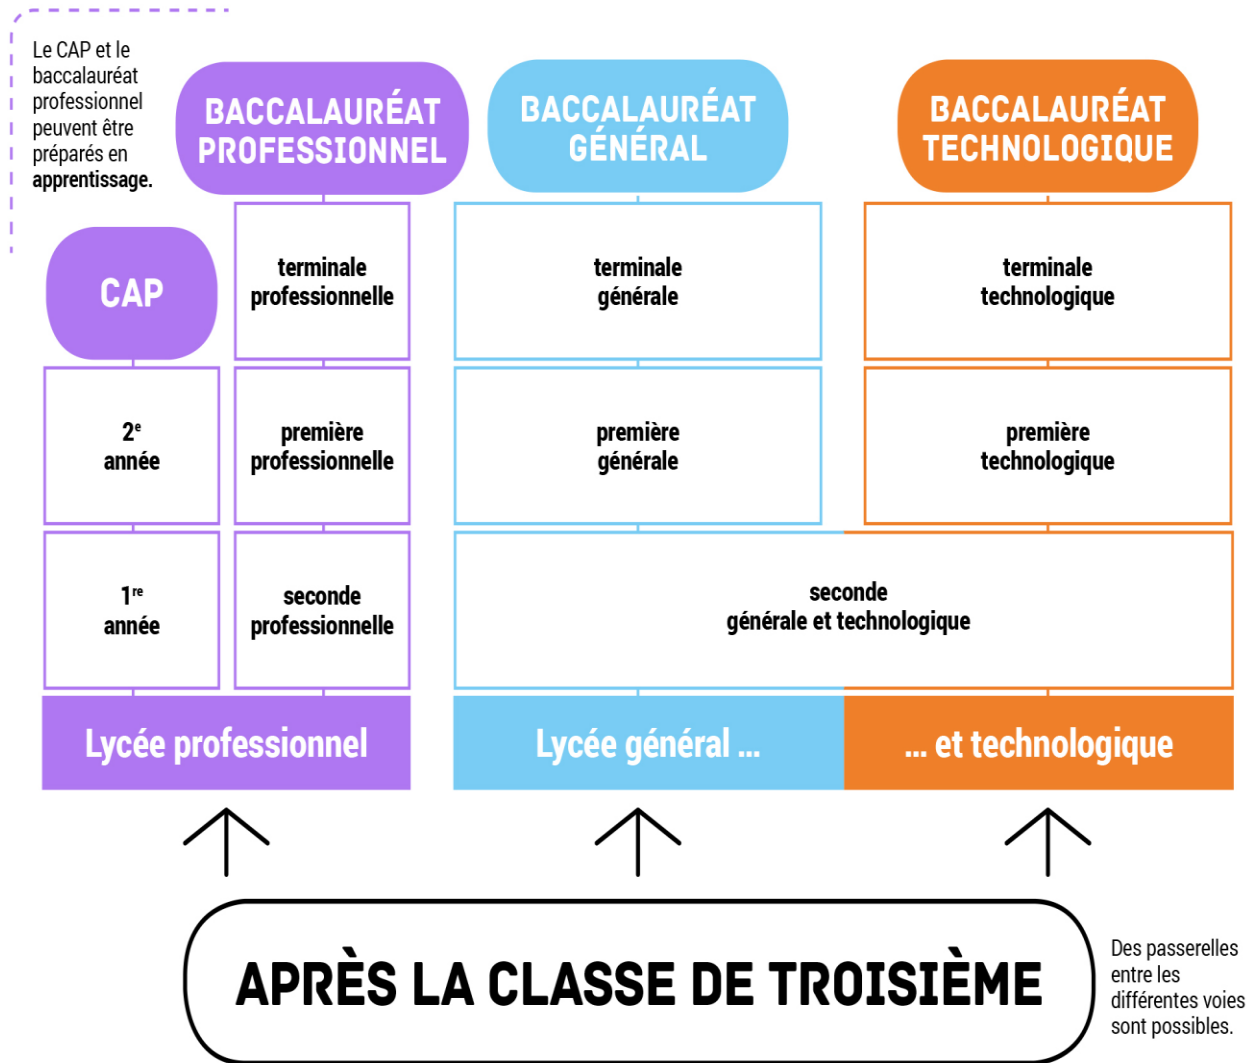 Le CAP et le
baccalauréat
professionnel
peuvent être
préparés en
apprentissage.
BACCALAURÉAT
PROFESSIONNEL
BACCALAURÉAT
GÉNÉRAL
BACCALAURÉAT
TECHNOLOGIQUE
CAP
terminale
professionnelle
terminale
générale
terminale
technologique
2e
année
première
professionnelle
première
générale
première
technologique
1re
année
seconde
professionnelle
seconde
générale et technologique
Lycée professionnel
Lycée général ...
... et technologique
APRÈS LA CLASSE DE TROISIÈME
Des passerelles
entre les
différentes voies
sont possibles.